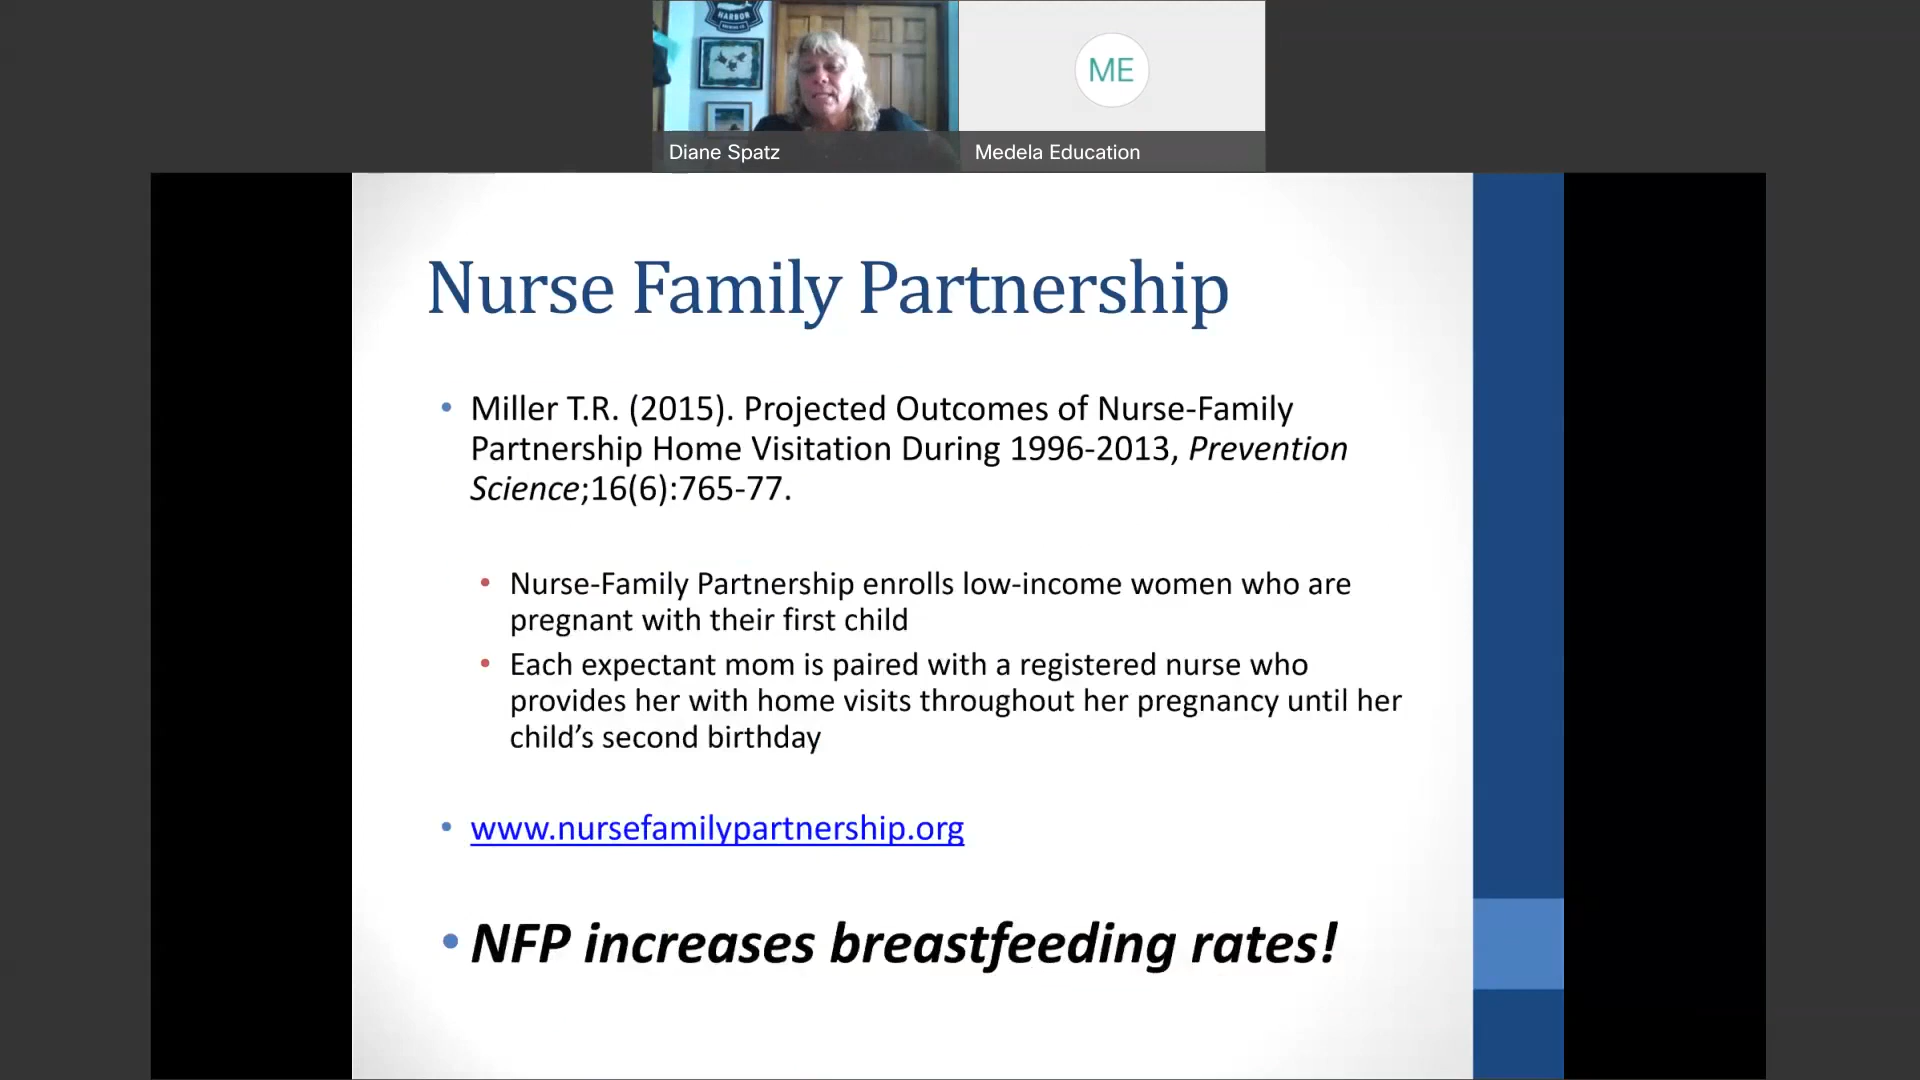 HARBOR
ME
Diane Spatz
Medela Education
Nurse Family Partnership
• Miller T.R. (2015). Projected Outcomes of Nurse-Family
Partnership Home Visitation During 1996-2013, Prevention
Science;16(6):765-77.
• Nurse-Family Partnership enrolls low-income women who are
pregnant with their first child
• Each expectant mom is paired with a registered nurse who
provides her with home visits throughout her pregnancy until her
child’s second birthday
• www.nursefamilypartnership.org
• NFP increases breastfeeding rates!